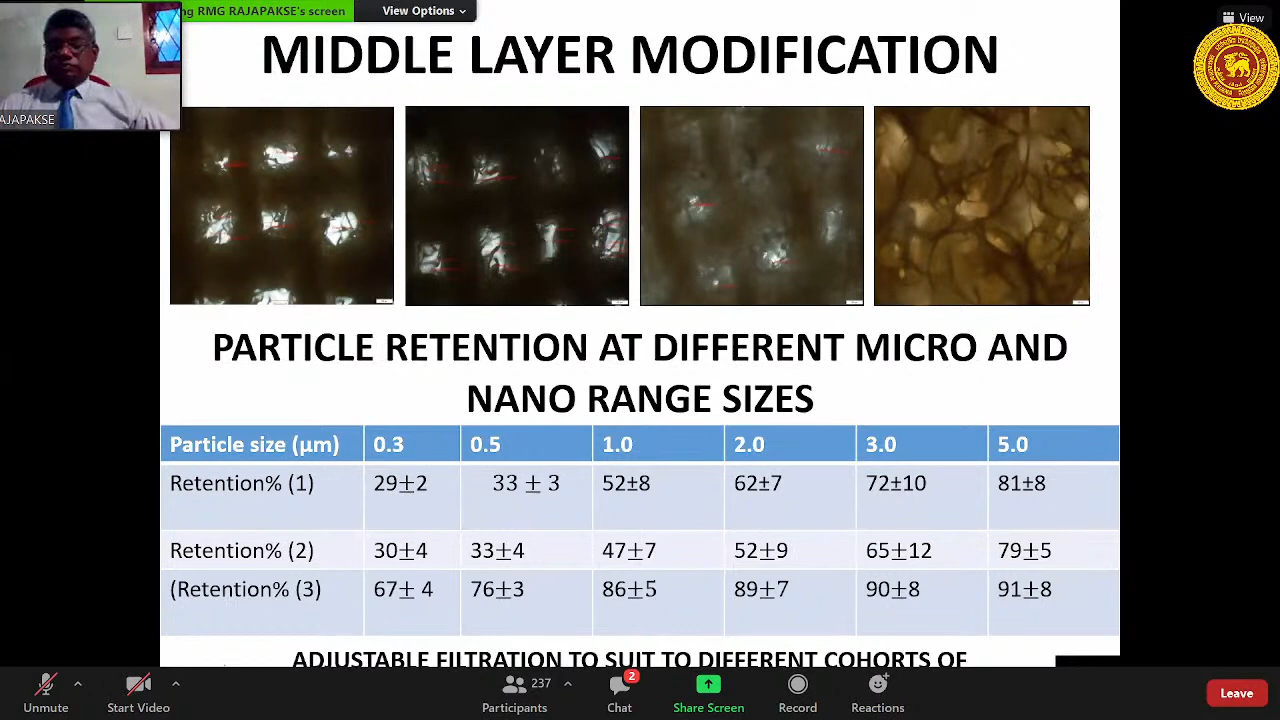 ng RMG RAJAPAKSE's screen
View Options
View
AJAPAKSE
MIDDLE LAYER MODIFICATION
PARTICLE RETENTION AT DIFFERENT MICRO AND
NANO RANGE SIZES
Particle size (µm) 0.3 0.5 1.0 2.0 3.0 5.0
Retention% (1) 29±2 33 ± 3 52±8 62±7 72±10 81±8
Retention% (2) 30±4 33±4 47±7 52±9 65±12 79±5
(Retention% (3) 67± 4 76±3 86±5 89±7 90±8 91±8
ADJUSTABLE FILTRATION TO SUIT TO DIFFERENT COHORTS OF
237
2
Unmute Start Video Participants Chat Share Screen Record Reactions Leave